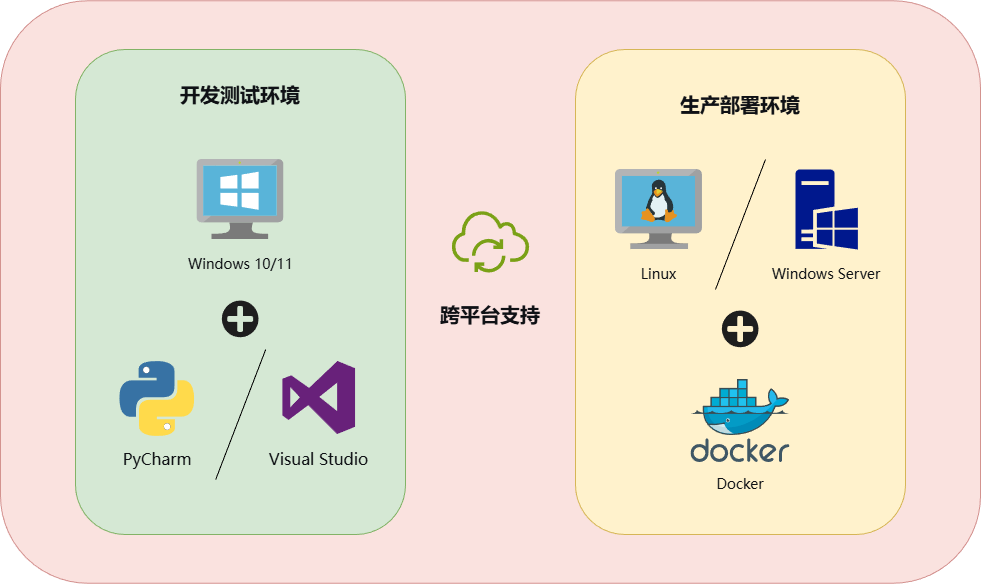 开发测试环境
Windows 10/11
PyCharm
Visual Studio
跨平台支持
生产部署环境
Linux
Windows Server
docker
Docker